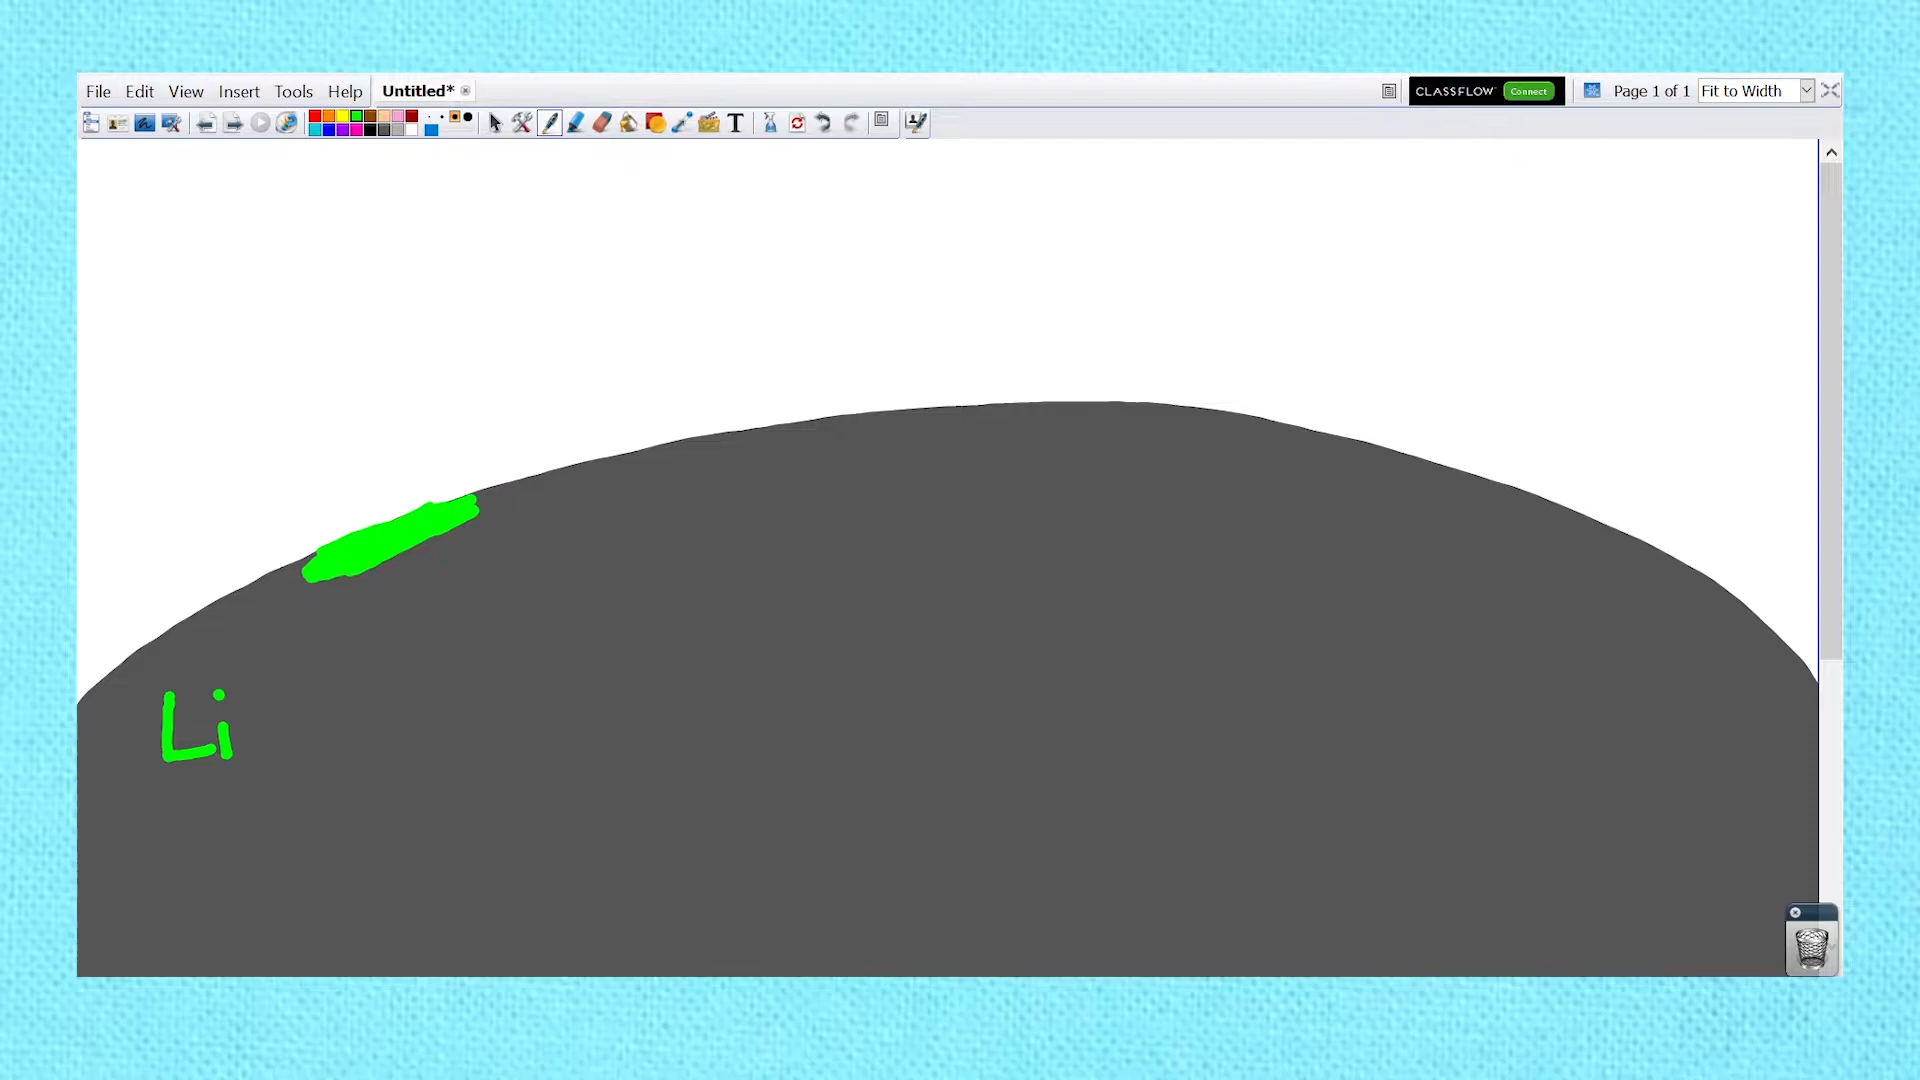 File Edit View Insert Tools Help Untitled* CLASSFLOW Connect Page 1 of 1 Fit to Width
T
Li